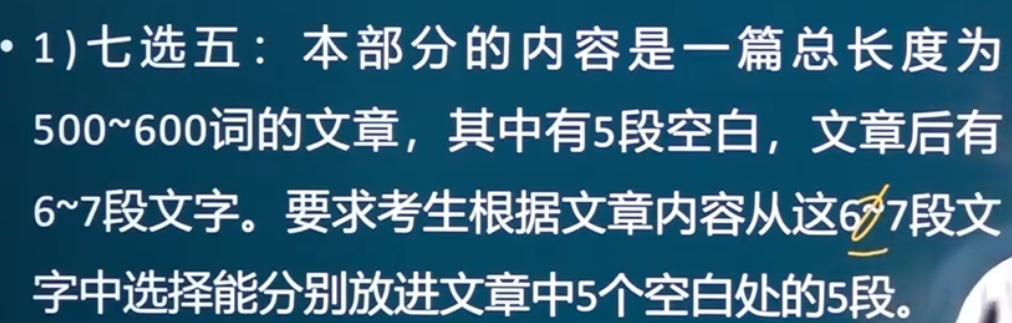 • 1)七选五：本部分的内容是一篇总长度为
500~600词的文章，其中有5段空白，文章后有
6~7段文字。要求考生根据文章内容从这6~7段文
字中选择能分别放进文章中5个空白处的5段。